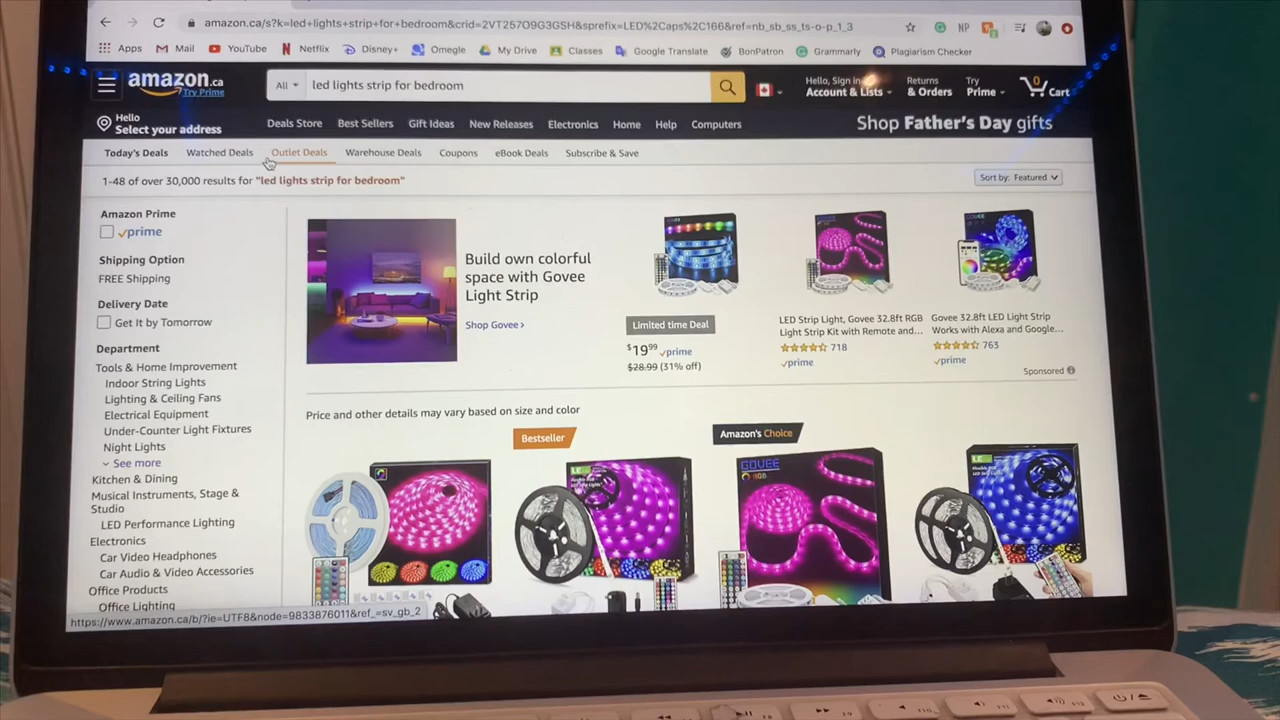 amazon.ca/s?k=led+lights+strip+for+bedroom&crid=2VT257O9G3GSH&sprefix=LED%2Caps%2C166&ref=nb_sb_ss_ts-o-p_1_3
NP
Apps Mail YouTube Netflix Disney+ Omegle My Drive Classes Google Translate BonPatron Grammarly Plagiarism Checker
amazon.ca
Try Prime
All
led lights strip for bedroom
Hello, Sign in
Account & Lists
Returns
& Orders
Try
Prime
0
Cart
Hello
Select your address
Deals Store Best Sellers Gift Ideas New Releases Electronics Home Help Computers
Shop Father's Day gifts
Today's Deals Watched Deals Outlet Deals Warehouse Deals Coupons eBook Deals Subscribe & Save
1-48 of over 30,000 results for "led lights strip for bedroom"
Sort by: Featured
Amazon Prime
prime
Shipping Option
FREE Shipping
Delivery Date
Get It by Tomorrow
Department
Tools & Home Improvement
Indoor String Lights
Lighting & Ceiling Fans
Electrical Equipment
Under-Counter Light Fixtures
Night Lights
See more
Kitchen & Dining
Musical Instruments, Stage &
Studio
LED Performance Lighting
Electronics
Car Video Headphones
Car Audio & Video Accessories
Office Products
Office Lighting
Build own colorful
space with Govee
Light Strip
Shop Govee
Limited time Deal
$19.99 prime
$28.99 (31% off)
LED Strip Light, Govee 32.8ft RGB
Light Strip Kit with Remote and...
718
prime
GOVEE
Govee 32.8ft LED Light Strip
Works with Alexa and Google...
763
prime
Sponsored
Price and other details may vary based on size and color
Bestseller
Amazon's Choice
GOVEE
RGB
LE
https://www.amazon.ca/b/?ie=UTF8&node=9833876011&ref_=sv_gb_2